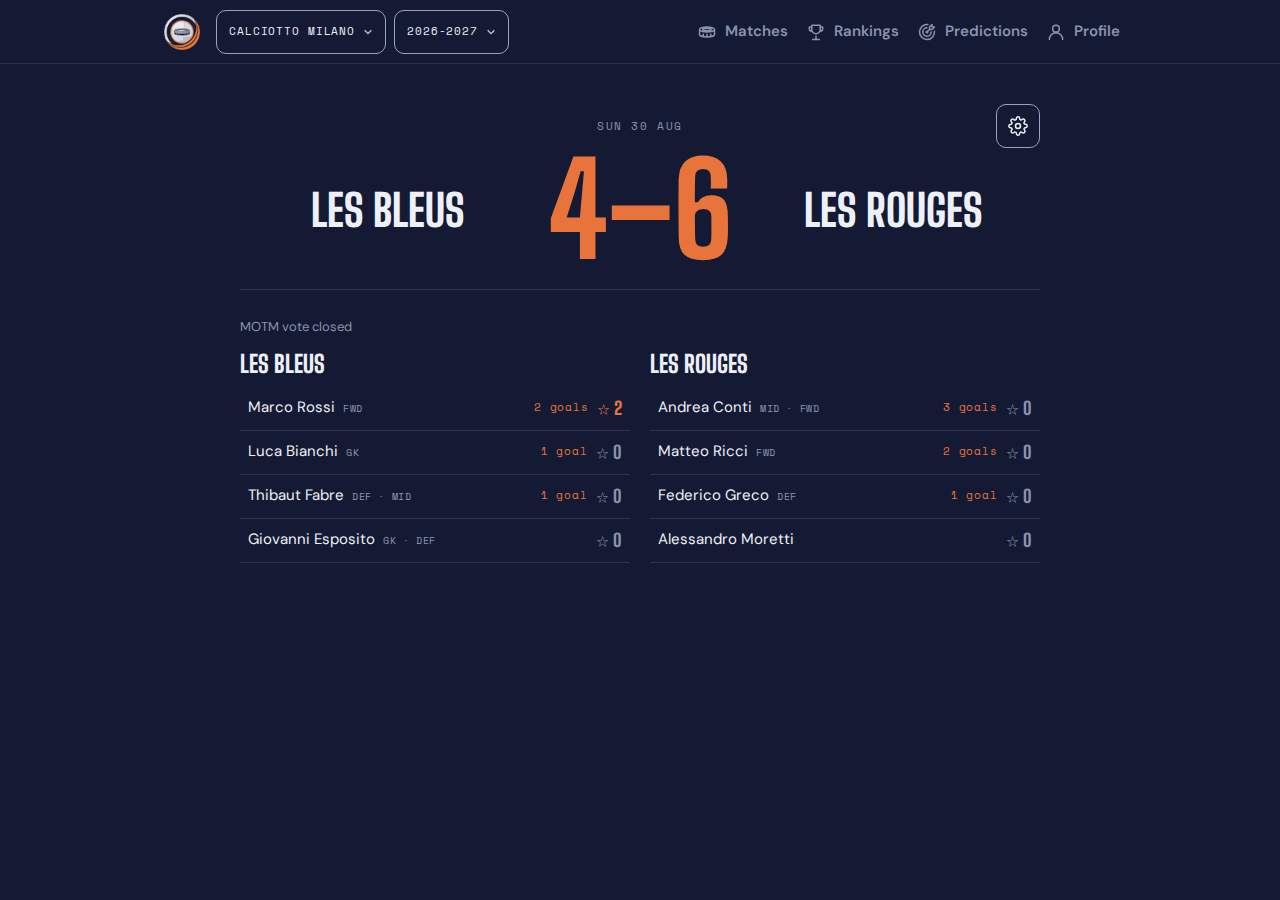 CALCIOTTO MILANO 2026-2027 Matches Rankings Predictions Profile
SUN 30 AUG
LES BLEUS 4–6 LES ROUGES
MOTM vote closed
LES BLEUS
Marco Rossi FWD 2 goals ☆ 2
Luca Bianchi GK 1 goal ☆ 0
Thibaut Fabre DEF · MID 1 goal ☆ 0
Giovanni Esposito GK · DEF ☆ 0
LES ROUGES
Andrea Conti MID · FWD 3 goals ☆ 0
Matteo Ricci FWD 2 goals ☆ 0
Federico Greco DEF 1 goal ☆ 0
Alessandro Moretti ☆ 0